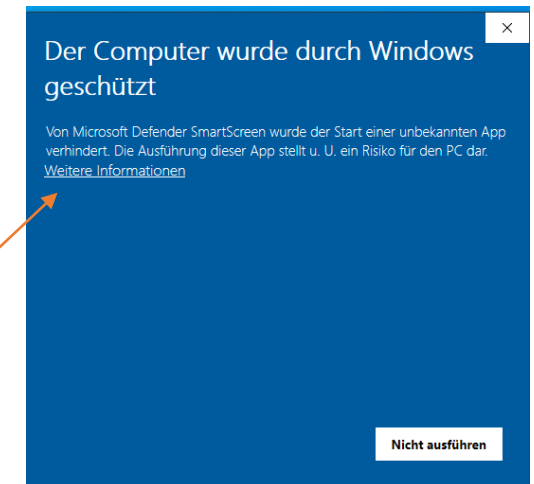 Der Computer wurde durch Windows
geschützt
Von Microsoft Defender SmartScreen wurde der Start einer unbekannten App
verhindert. Die Ausführung dieser App stellt u. U. ein Risiko für den PC dar.
Weitere Informationen
Nicht ausführen